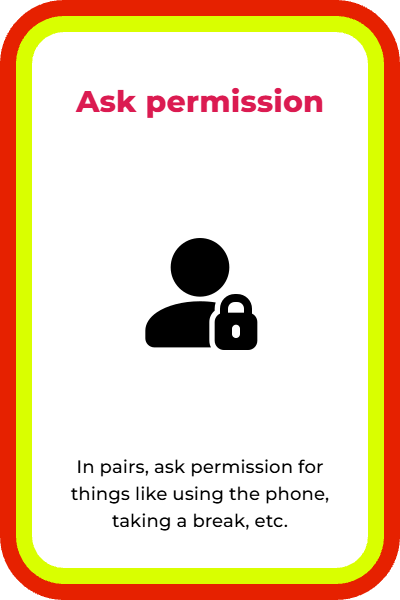 Ask permission
In pairs, ask permission for
things like using the phone,
taking a break, etc.